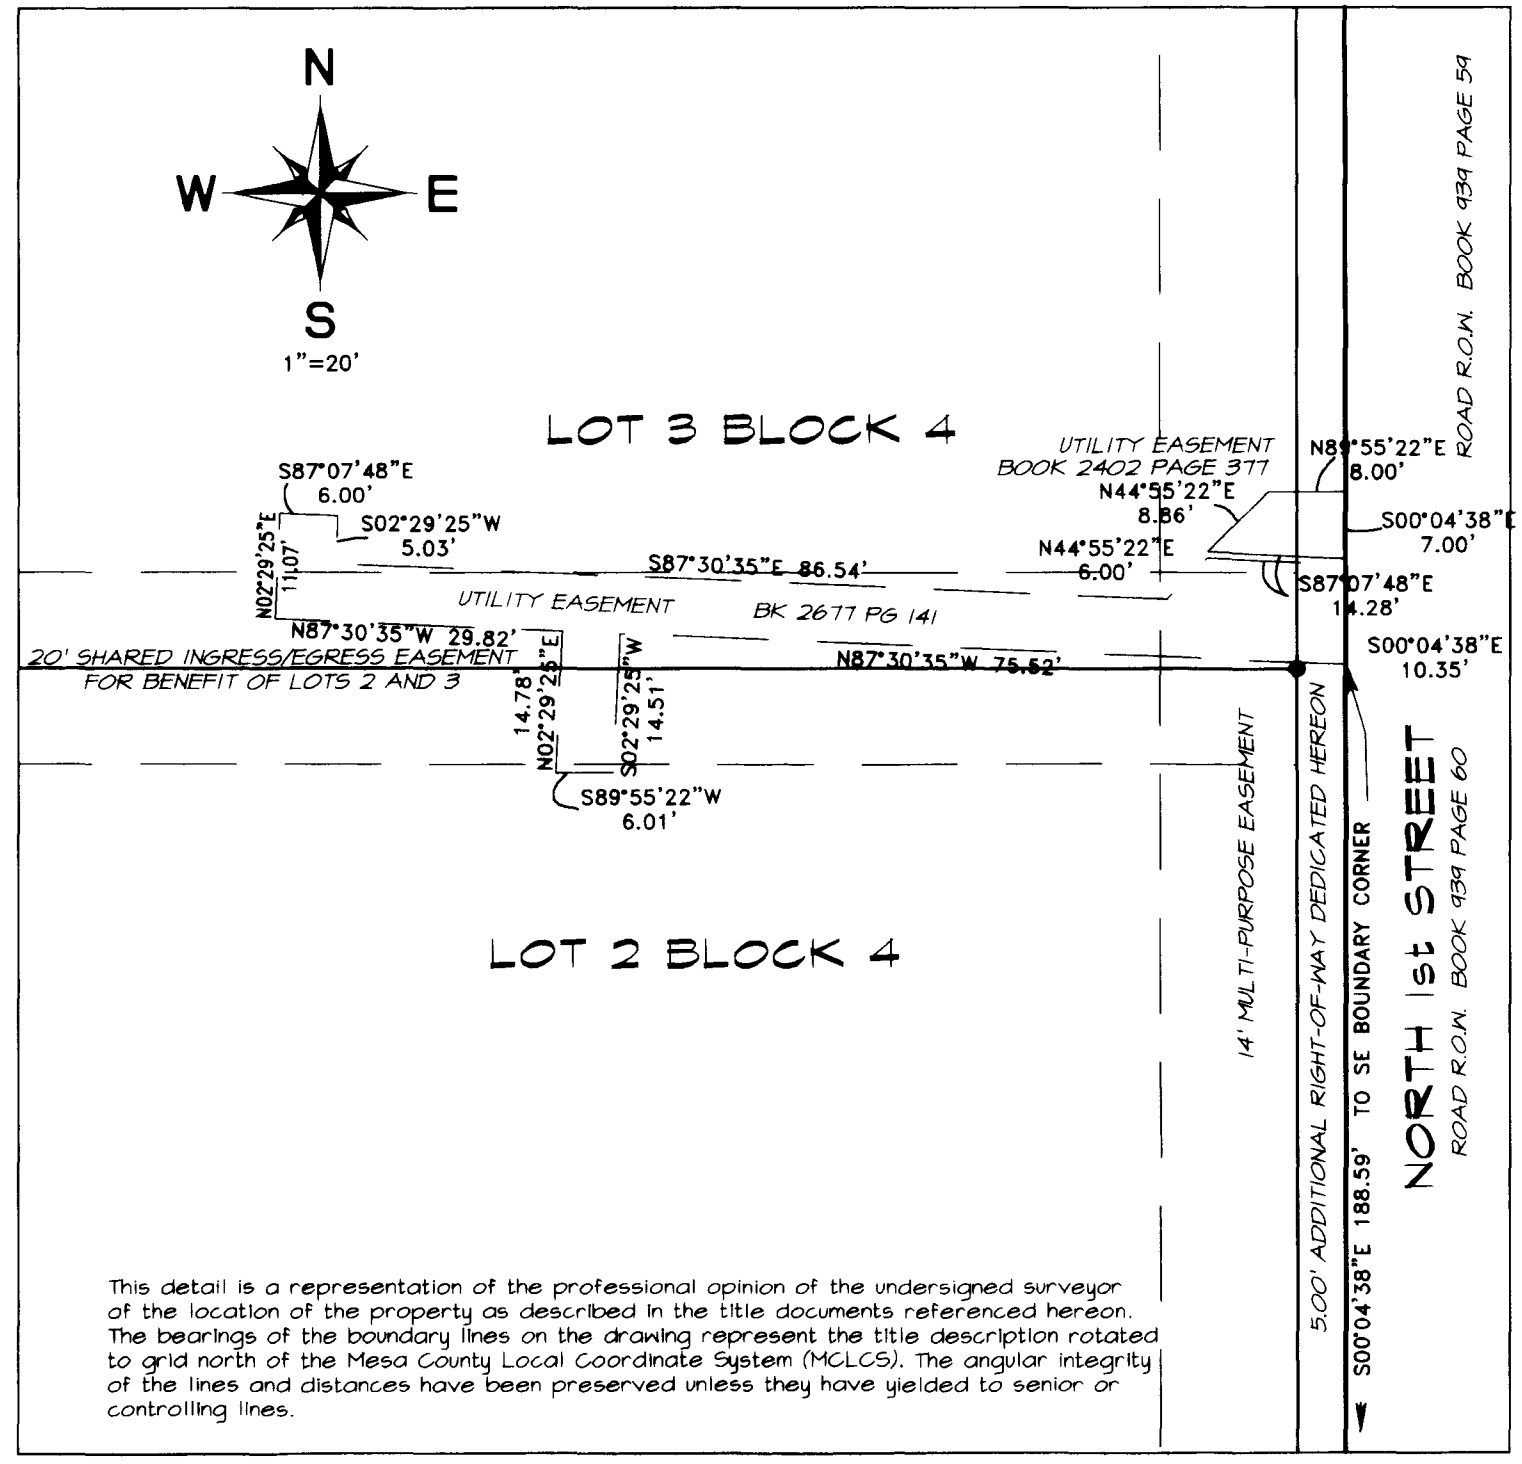 N
W
E
S
1"=20'
ROAD R.O.W. BOOK 939 PAGE 59
LOT 3 BLOCK 4
UTILITY EASEMENT
BOOK 2402 PAGE 377
N89°55'22"E
8.00'
N44°55'22"E
8.86'
S00°04'38"E
7.00'
S87°07'48"E
6.00'
S02°29'25"W
5.03'
N02°29'25"E
11.07'
S87°30'35"E 86.54'
N44°55'22"E
6.00'
S87°07'48"E
14.28'
UTILITY EASEMENT BK 2677 PG 141
N87°30'35"W 29.82'
20' SHARED INGRESS/EGRESS EASEMENT
FOR BENEFIT OF LOTS 2 AND 3
N87°30'35"W 75.52'
S00°04'38"E
10.35'
14.78'
N02°29'25"E
S02°29'25"W
14.51'
S89°55'22"W
6.01'
LOT 2 BLOCK 4
14' MULTI-PURPOSE EASEMENT
5.00' ADDITIONAL RIGHT-OF-WAY DEDICATED HEREON
S00°04'38"E 188.59' TO SE BOUNDARY CORNER
NORTH 1st STREET
ROAD R.O.W. BOOK 939 PAGE 60
This detail is a representation of the professional opinion of the undersigned surveyor
of the location of the property as described in the title documents referenced hereon.
The bearings of the boundary lines on the drawing represent the title description rotated
to grid north of the Mesa County Local Coordinate System (MCLCS). The angular integrity
of the lines and distances have been preserved unless they have yielded to senior or
controlling lines.